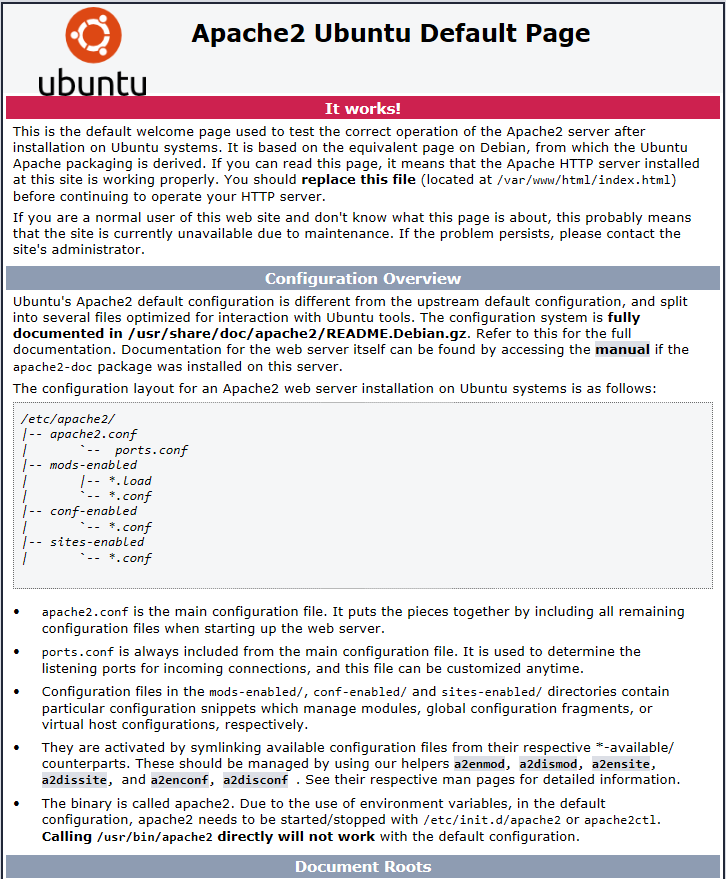 Apache2 Ubuntu Default Page
ubuntu
It works!
This is the default welcome page used to test the correct operation of the Apache2 server after
installation on Ubuntu systems. It is based on the equivalent page on Debian, from which the Ubuntu
Apache packaging is derived. If you can read this page, it means that the Apache HTTP server installed
at this site is working properly. You should replace this file (located at /var/www/html/index.html)
before continuing to operate your HTTP server.
If you are a normal user of this web site and don't know what this page is about, this probably means
that the site is currently unavailable due to maintenance. If the problem persists, please contact the
site's administrator.
Configuration Overview
Ubuntu's Apache2 default configuration is different from the upstream default configuration, and split
into several files optimized for interaction with Ubuntu tools. The configuration system is fully
documented in /usr/share/doc/apache2/README.Debian.gz. Refer to this for the full
documentation. Documentation for the web server itself can be found by accessing the manual if the
apache2-doc package was installed on this server.
The configuration layout for an Apache2 web server installation on Ubuntu systems is as follows:
/etc/apache2/
|-- apache2.conf
|       `--  ports.conf
|-- mods-enabled
|       |-- *.load
|       `-- *.conf
|-- conf-enabled
|       `-- *.conf
|-- sites-enabled
|       `-- *.conf
• apache2.conf is the main configuration file. It puts the pieces together by including all remaining
configuration files when starting up the web server.
• ports.conf is always included from the main configuration file. It is used to determine the
listening ports for incoming connections, and this file can be customized anytime.
• Configuration files in the mods-enabled/, conf-enabled/ and sites-enabled/ directories contain
particular configuration snippets which manage modules, global configuration fragments, or
virtual host configurations, respectively.
• They are activated by symlinking available configuration files from their respective *-available/
counterparts. These should be managed by using our helpers a2enmod, a2dismod, a2ensite,
a2dissite, and a2enconf, a2disconf . See their respective man pages for detailed information.
• The binary is called apache2. Due to the use of environment variables, in the default
configuration, apache2 needs to be started/stopped with /etc/init.d/apache2 or apache2ctl.
Calling /usr/bin/apache2 directly will not work with the default configuration.
Document Roots